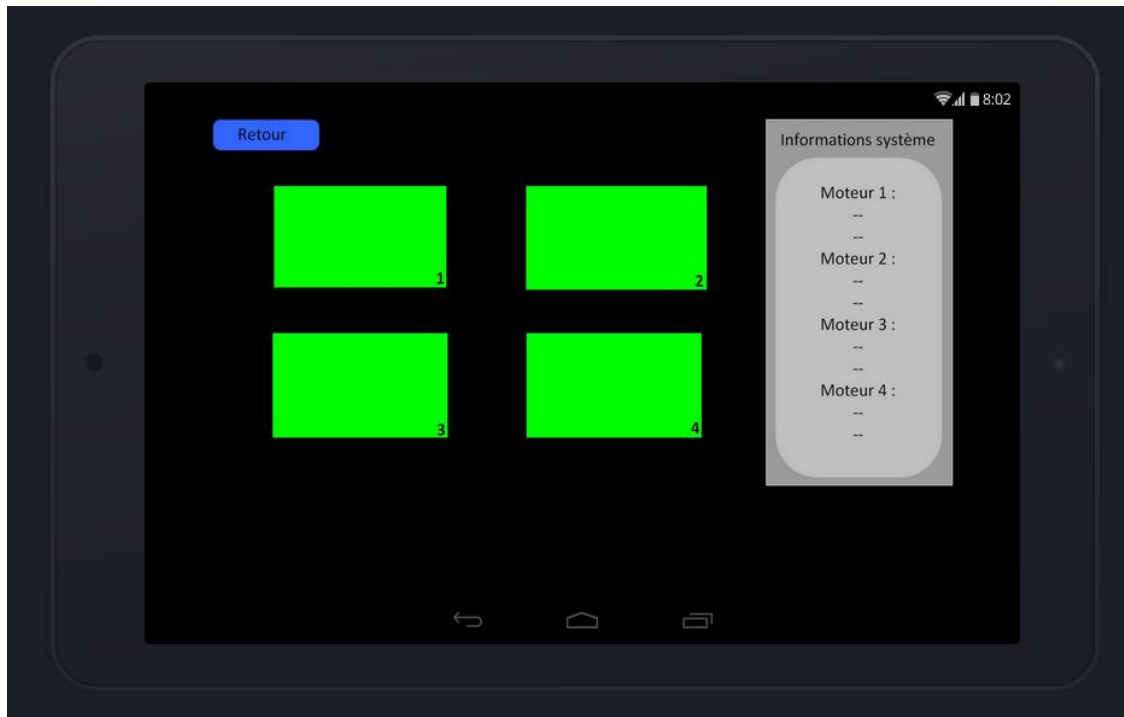 8:02
Retour
Informations système
1
2
3
4
Moteur 1 :
--
--
Moteur 2 :
--
--
Moteur 3 :
--
--
Moteur 4 :
--
--